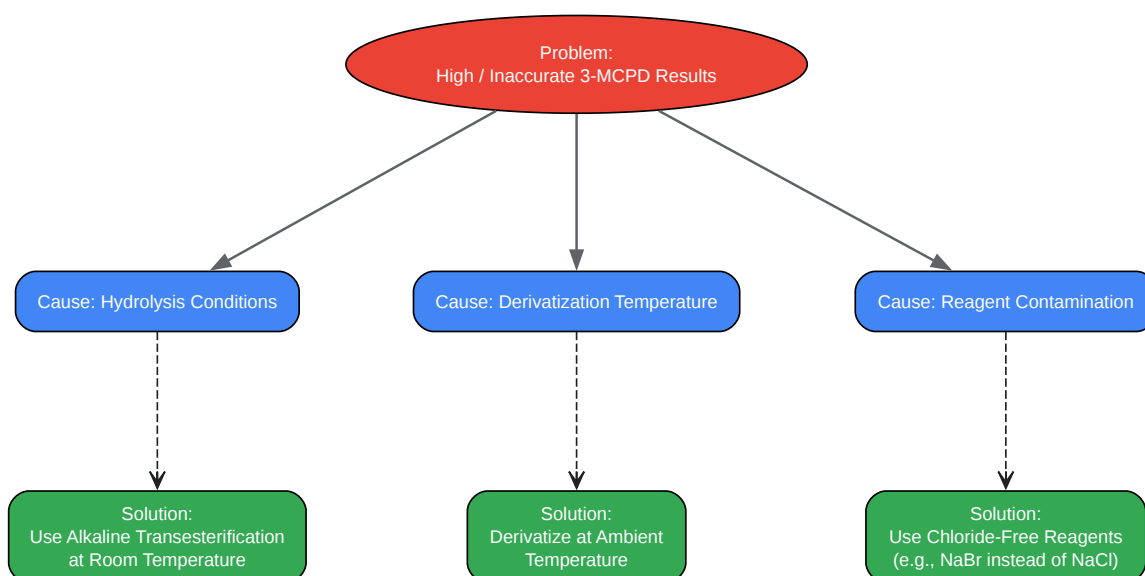 Problem:
High / Inaccurate 3-MCPD Results
Cause: Hydrolysis Conditions
Cause: Derivatization Temperature
Cause: Reagent Contamination
Solution:
Use Alkaline Transesterification
at Room Temperature
Solution:
Derivatize at Ambient
Temperature
Solution:
Use Chloride-Free Reagents
(e.g., NaBr instead of NaCl)